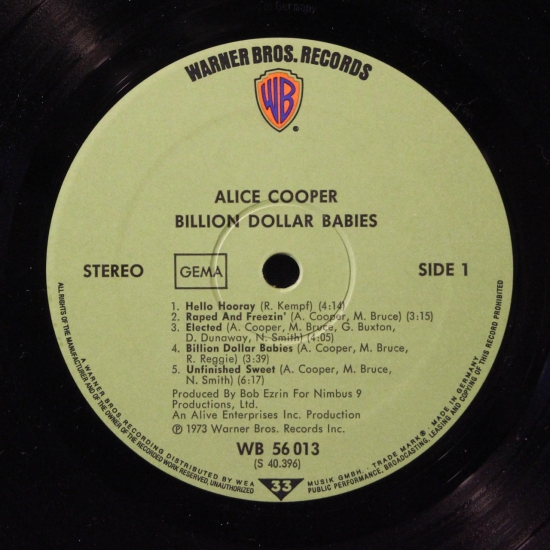 WARNER BROS. RECORDS
WB
ALICE COOPER
BILLION DOLLAR BABIES
STEREO GEMA SIDE 1
1. Hello Hooray (R. Kempf) (4:14)
2. Raped And Freezin' (A. Cooper, M. Bruce) (3:15)
3. Elected (A. Cooper, M. Bruce, G. Buxton,
D. Dunaway, N. Smith) (4:05)
4. Billion Dollar Babies (A. Cooper, M. Bruce,
R. Reggie) (3:39)
5. Unfinished Sweet (A. Cooper, M. Bruce,
N. Smith) (6:17)
Produced By Bob Ezrin For Nimbus 9
Productions, Ltd.
An Alive Enterprises Inc. Production
℗ 1973 Warner Bros. Records Inc.
WB 56 013
(S 40.396)
33
ALL RIGHTS OF THE MANUFACTURER AND OF THE OWNER OF THE RECORDED WORK RESERVED, UNAUTHORIZED PUBLIC PERFORMANCE, BROADCASTING, LEASING AND COPYING OF THIS RECORD PROHIBITED
A WARNER BROS. RECORDING DISTRIBUTED BY WEA MUSIK GMBH. · TRADE MARK® · MADE IN GERMANY